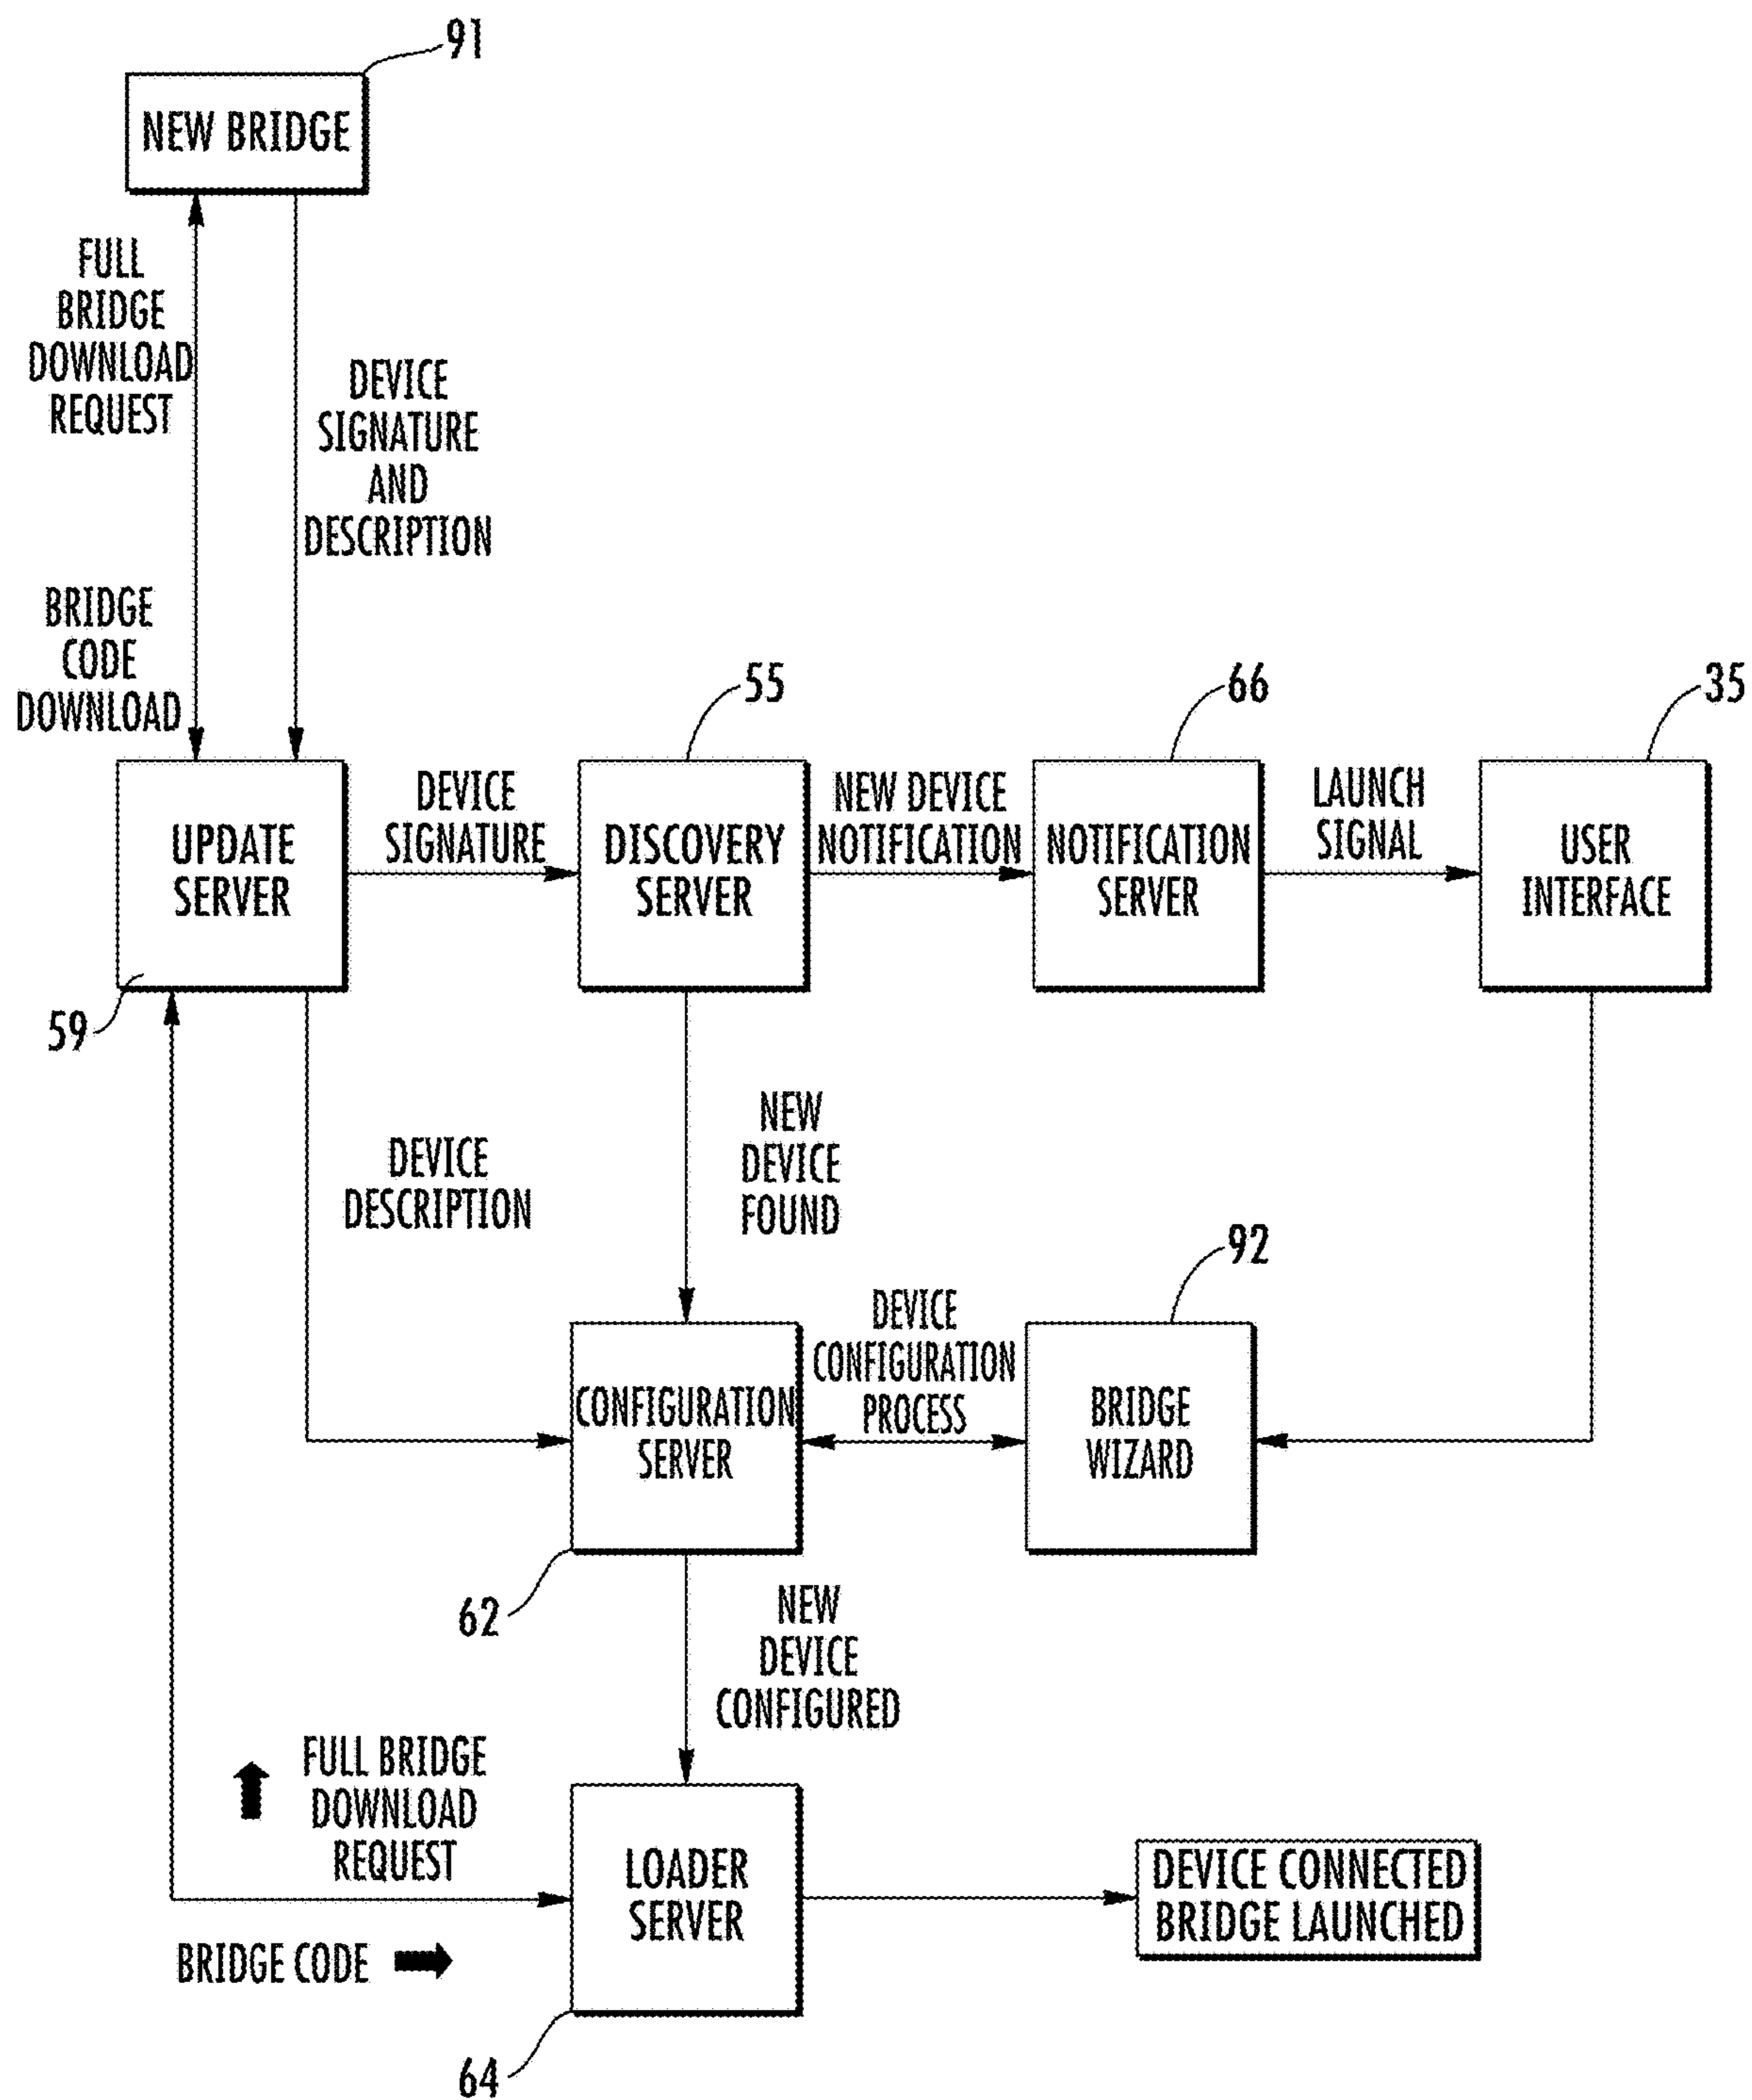 91
NEW BRIDGE
FULL
BRIDGE
DOWNLOAD
REQUEST
DEVICE
SIGNATURE
AND
DESCRIPTION
BRIDGE
CODE
DOWNLOAD
55
66
35
UPDATE
SERVER
DEVICE
SIGNATURE
DISCOVERY
SERVER
NEW DEVICE
NOTIFICATION
NOTIFICATION
SERVER
LAUNCH
SIGNAL
USER
INTERFACE
59
DEVICE
DESCRIPTION
NEW
DEVICE
FOUND
92
CONFIGURATION
SERVER
DEVICE
CONFIGURATION
PROCESS
BRIDGE
WIZARD
62
NEW
DEVICE
CONFIGURED
FULL BRIDGE
DOWNLOAD
REQUEST
LOADER
SERVER
DEVICE CONNECTED
BRIDGE LAUNCHED
BRIDGE CODE
64